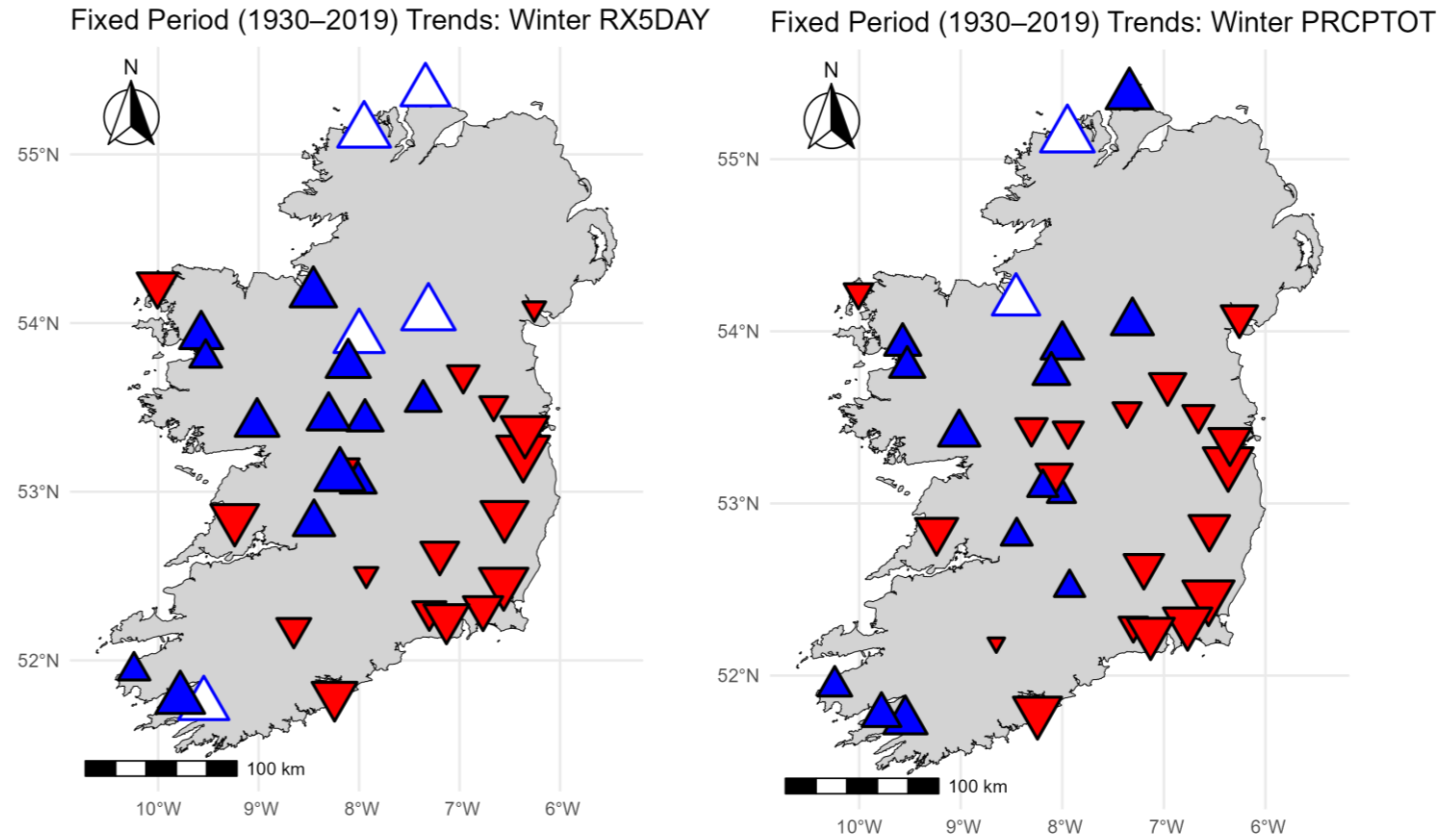 Fixed Period (1930–2019) Trends: Winter RX5DAY
N
55°N
54°N
53°N
52°N
100 km
10°W 9°W 8°W 7°W 6°W
Fixed Period (1930–2019) Trends: Winter PRCPTOT
N
55°N
54°N
53°N
52°N
100 km
10°W 9°W 8°W 7°W 6°W